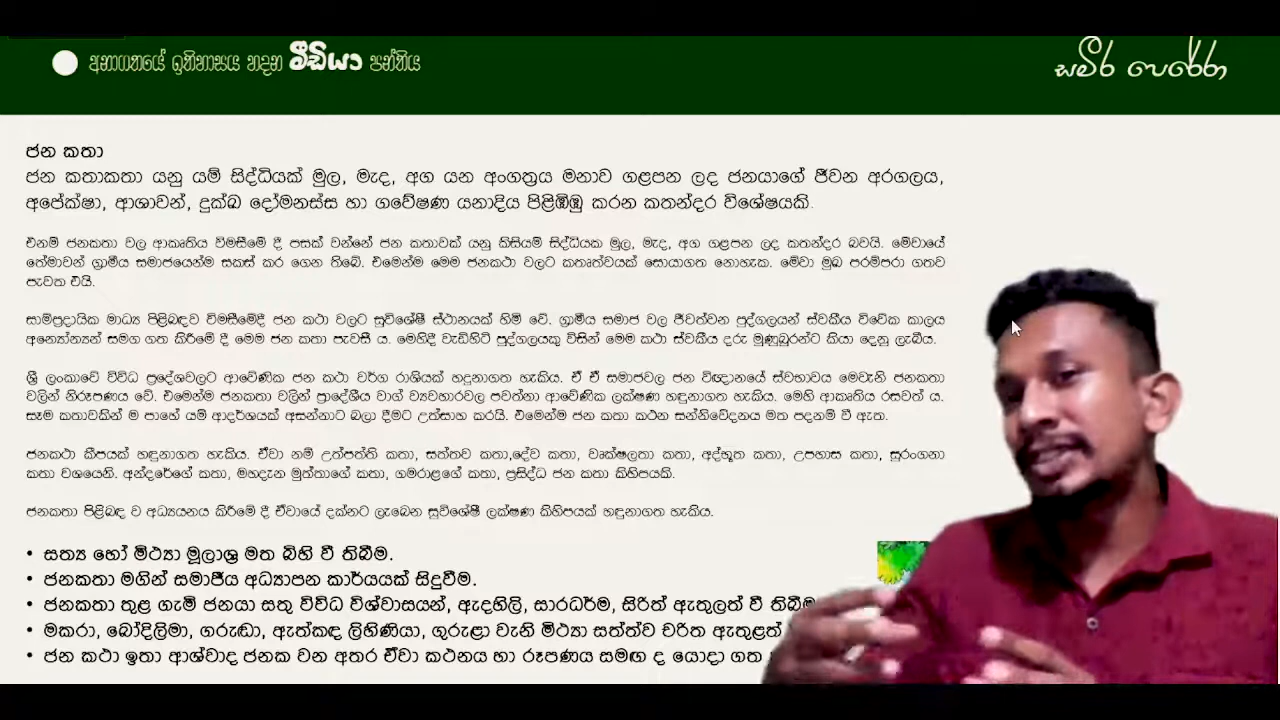 අනාගතයේ ඉතිහාසය හදන මීඩියා පන්තිය
සමීර පෙරේරා
ජන කතා
ජන කතාකතා යනු යම් සිද්ධියක් මුල, මැද, අග යන අංගත්‍රය මනාව ගළපන ලද ජනයාගේ ජීවන අරගලය,
අපේක්ෂා, ආශාවන්, දුක්ඛ දෝමනස්ස හා ගවේෂණ යනාදිය පිළිඹිඹු කරන කතන්දර විශේෂයකි.
එනම් ජනකතා වල ආකෘතිය විමසීමේ දී පසක් වන්නේ ජන කතාවක් යනු කිසියම් සිද්ධියක මුල, මැද, අග ගළපන ලද කතන්දර බවයි. මේවායේ
තේමාවන් ග්‍රාමීය සමාජයෙන්ම සකස් කර ගෙන තිබේ. එමෙන්ම මෙම ජනකථා වලට කතෘත්වයක් සොයාගත නොහැක. මේවා මුඛ පරම්පරා ගතව
පැවත එයි.
සාම්ප්‍රදායික මාධ්‍ය පිළිබඳව විමසීමේදී ජන කථා වලට සුවිශේෂී ස්ථානයක් හිමි වේ. ග්‍රාමීය සමාජ වල ජීවත්වන පුද්ගලයන් ස්වකීය විවේක කාලය
අනෙන්න්‍යන් සමග ගත කිරීමේ දී මෙම ජන කතා පැවසී ය. මෙහිදී වැඩිහිටි පුද්ගලයකු විසින් මෙම කථා ස්වකීය දරු මුණුබුරන්ට කියා දෙනු ලැබීය.
ශ්‍රී ලංකාවේ විවිධ ප්‍රදේශවලට ආවේණික ජන කථා වර්ග රාශියක් හඳුනාගත හැකිය. ඒ ඒ සමාජවල ජන විඥානයේ ස්වභාවය මෙවැනි ජනකතා
වලින් නිරූපණය වේ. එමෙන්ම ජනකතා වලින් ප්‍රාදේශීය වාග් ව්‍යවහාරවල පවත්නා ආවේණික ලක්ෂණ හඳුනාගත හැකිය. මෙහි ආකෘතිය රසවත් ය.
සෑම කතාවකින් ම පාහේ යම් ආදර්ශයක් අසන්නාට බලා දීමට උත්සාහ කරයි. එමෙන්ම ජන කතා කථන සන්නිවේදනය මත පදනම් වී ඇත.
ජනකථා කීපයක් හඳුනාගත හැකිය. ඒවා නම් උත්පත්ති කතා, සත්තව කතා,දේව කතා, වෘක්ෂලතා කතා, අද්භූත කතා, උපහාස කතා, සුරංගනා
කතා වශයෙනි. අන්දරේගේ කතා, මහදැන මුත්තාගේ කතා, ගමරාළගේ කතා, ප්‍රසිද්ධ ජන කතා කිහිපයකි.
ජනකතා පිළිබඳ ව අධ්‍යයනය කිරීමේ දී ඒවායේ දක්නට ලැබෙන සුවිශේෂී ලක්ෂණ කිහිපයක් හඳුනාගත හැකිය.
• සත්‍ය හෝ මිථ්‍යා මූලාශ්‍ර මත බිහි වී තිබීම.
• ජනකතා මගින් සමාජීය අධ්‍යාපන කාර්යයක් සිදුවීම.
• ජනකතා තුළ ගැමි ජනයා සතු විවිධ විශ්වාසයන්, ඇදහිලි, සාරධර්ම, සිරිත් ඇතුලත් වී තිබීම
• මකරා, බෝදිලිමා, ගරුඬා, ඇත්කඳ ලිහිණියා, ගුරුළා වැනි මිථ්‍යා සත්ත්ව චරිත ඇතුළත්
• ජන කථා ඉතා ආශ්වාද ජනක වන අතර ඒවා කථනය හා රූපණය සමඟ ද යොදා ගත